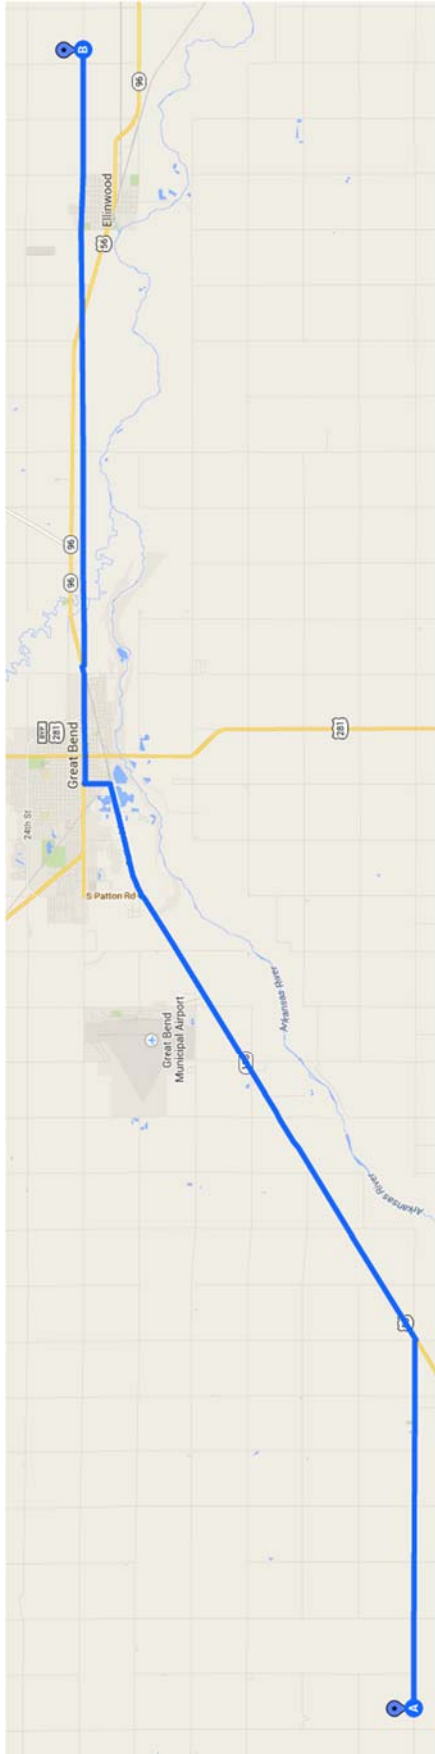 B
96
Ellinwood
56
96
96
BYP
281
Great Bend
24th St
281
S Patton Rd
Great Bend
Municipal Airport
Arkansas River
Arkansas River
A